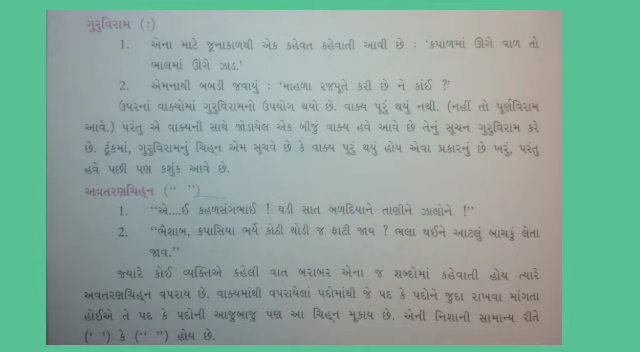 ગુરુવિરામ (:)
1. એના માટે જૂનાકાળથી એક કહેવત કહેવાતી આવી છે : ‘કપાળમાં ઊગે વાળ તો
ભાલમાં ઊગે ઝાડ.’
2. એમનાથી બબડી જવાયું : ‘માહળા રજપૂતે કરી છે ને કાંઈ ?’
ઉપરનાં વાક્યોમાં ગુરુવિરામનો ઉપયોગ થયો છે. વાક્ય પૂરું થયું નથી. (નહીં તો પૂર્ણવિરામ
આવે.) પરંતુ એ વાક્યની સાથે જોડાયેલ એક બીજું વાક્ય હવે આવે છે તેનું સૂચન ગુરુવિરામ કરે
છે. ટૂંકમાં, ગુરુવિરામનું ચિહ્ન એમ સૂચવે છે કે વાક્ય પૂરું થયું હોય એવા પ્રકારનું છે ખરું, પરંતુ
હવે પછી પણ કશુંક આવે છે.
અવતરણચિહ્ન (“ ”)
1. “એ....ઈ કહળસંગભાઈ ! થડી સાત બળદિયાને તાણીને ઝાલોને !”
2. “ભૈશાબ, કપાસિયા ભર્યે કોઠી થોડી જ ફાટી જાય ? ભલા થઈને આટલું બાચકું લેતા
જાવ.”
જ્યારે કોઈ વ્યક્તિએ કહેલી વાત બરાબર એના જ શબ્દોમાં કહેવાતી હોય ત્યારે
અવતરણચિહ્ન વપરાય છે. વાક્યમાંથી વપરાયેલાં પદોમાંથી જે પદ કે પદોને જુદા રાખવા માંગતા
હોઈએ તે પદ કે પદોની આજુબાજુ પણ આ ચિહ્ન મૂકાય છે. એની નિશાની સામાન્ય રીતે
(‘ ’) કે (“ ”) હોય છે.